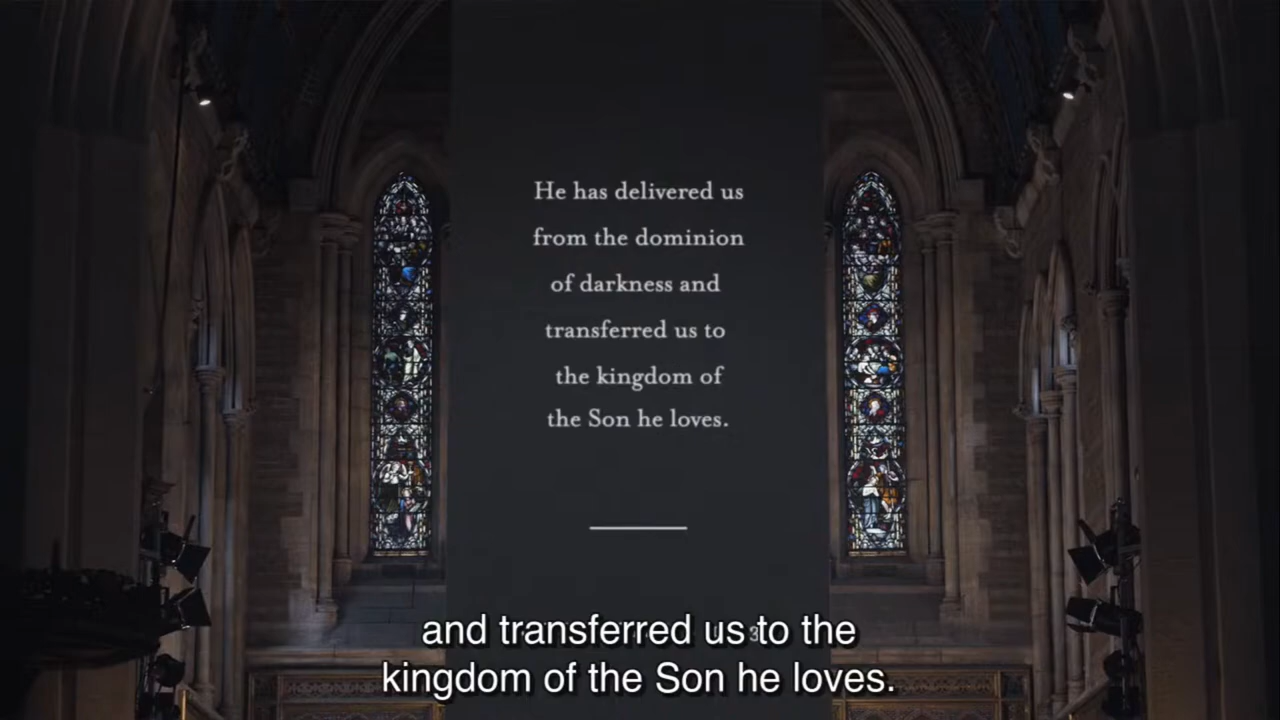 He has delivered us
from the dominion
of darkness and
transferred us to
the kingdom of
the Son he loves.
and transferred us to the
kingdom of the Son he loves.